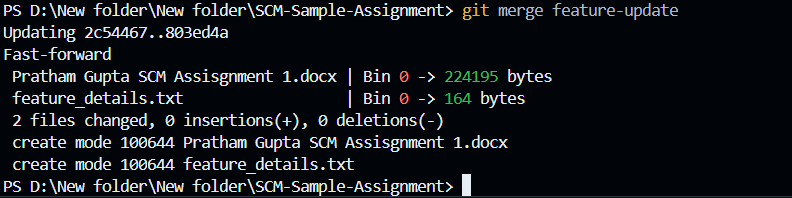 PS D:\New folder\New folder\SCM-Sample-Assignment> git merge feature-update
Updating 2c54467..803ed4a
Fast-forward
 Pratham Gupta SCM Assisgnment 1.docx | Bin 0 -> 224195 bytes
 feature_details.txt                  | Bin 0 -> 164 bytes
 2 files changed, 0 insertions(+), 0 deletions(-)
 create mode 100644 Pratham Gupta SCM Assisgnment 1.docx
 create mode 100644 feature_details.txt
PS D:\New folder\New folder\SCM-Sample-Assignment>